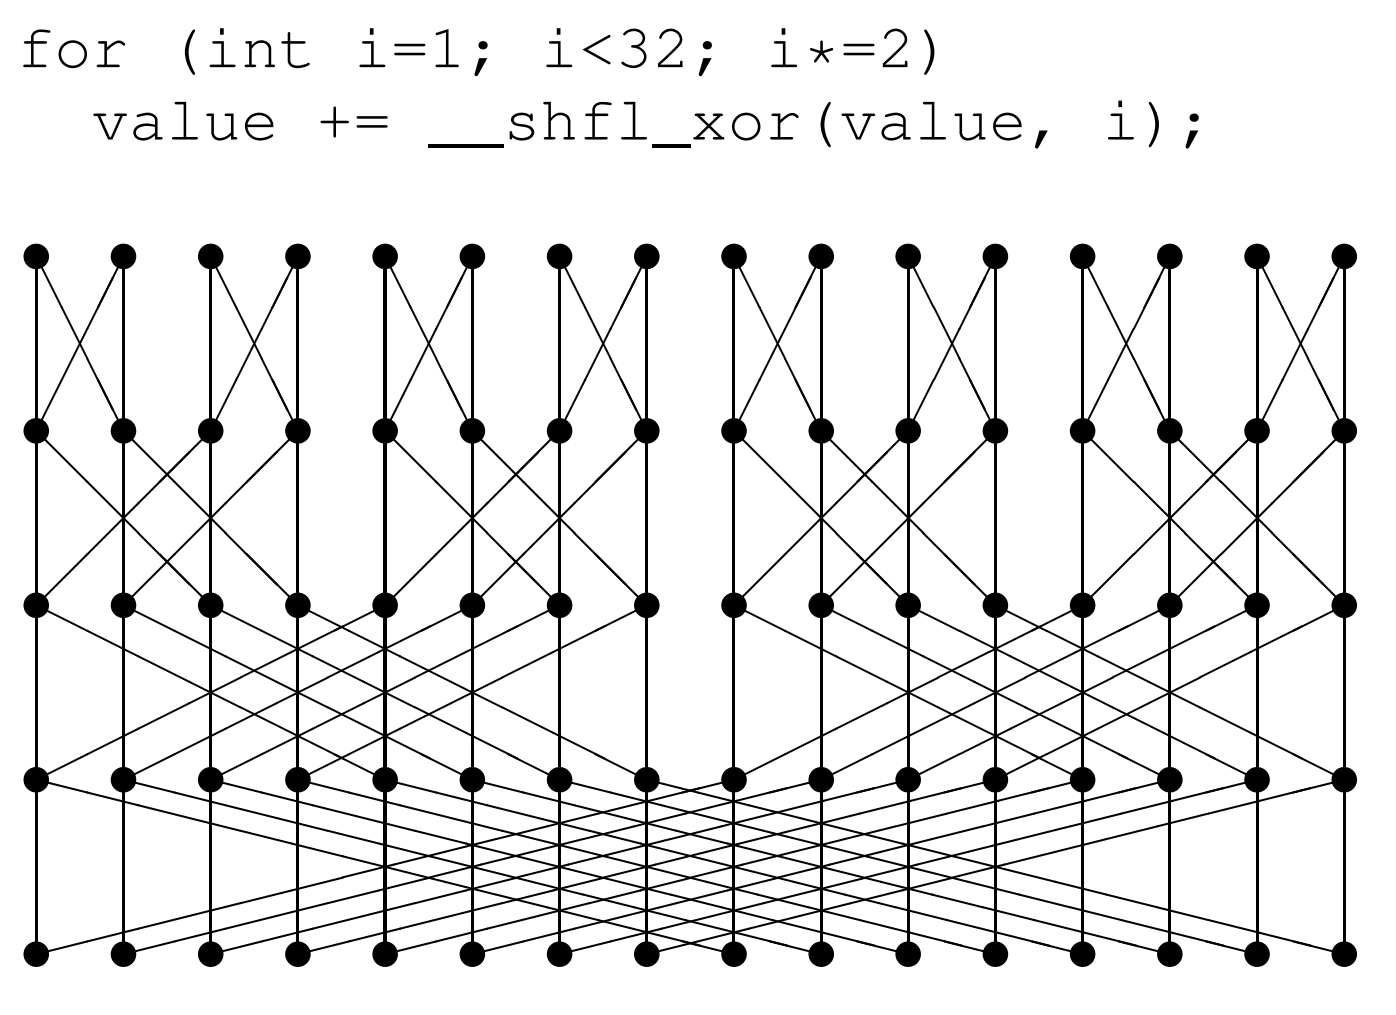 for (int i=1; i<32; i*=2)
value += __shfl_xor(value, i);